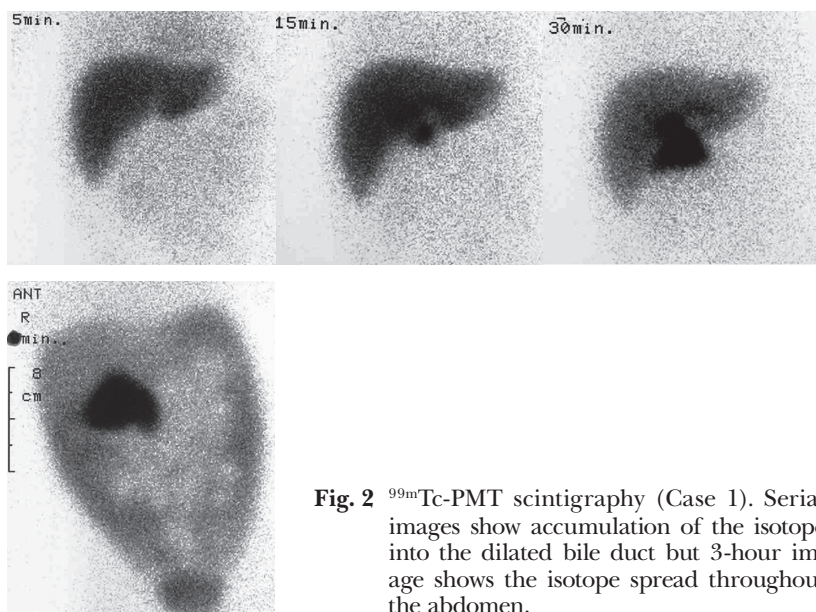 5min.
15min.
30min.
ANT
R
min..
8
cm
Fig. 2 99mTc-PMT scintigraphy (Case 1). Serial
images show accumulation of the isotope
into the dilated bile duct but 3-hour im-
age shows the isotope spread throughout
the abdomen.